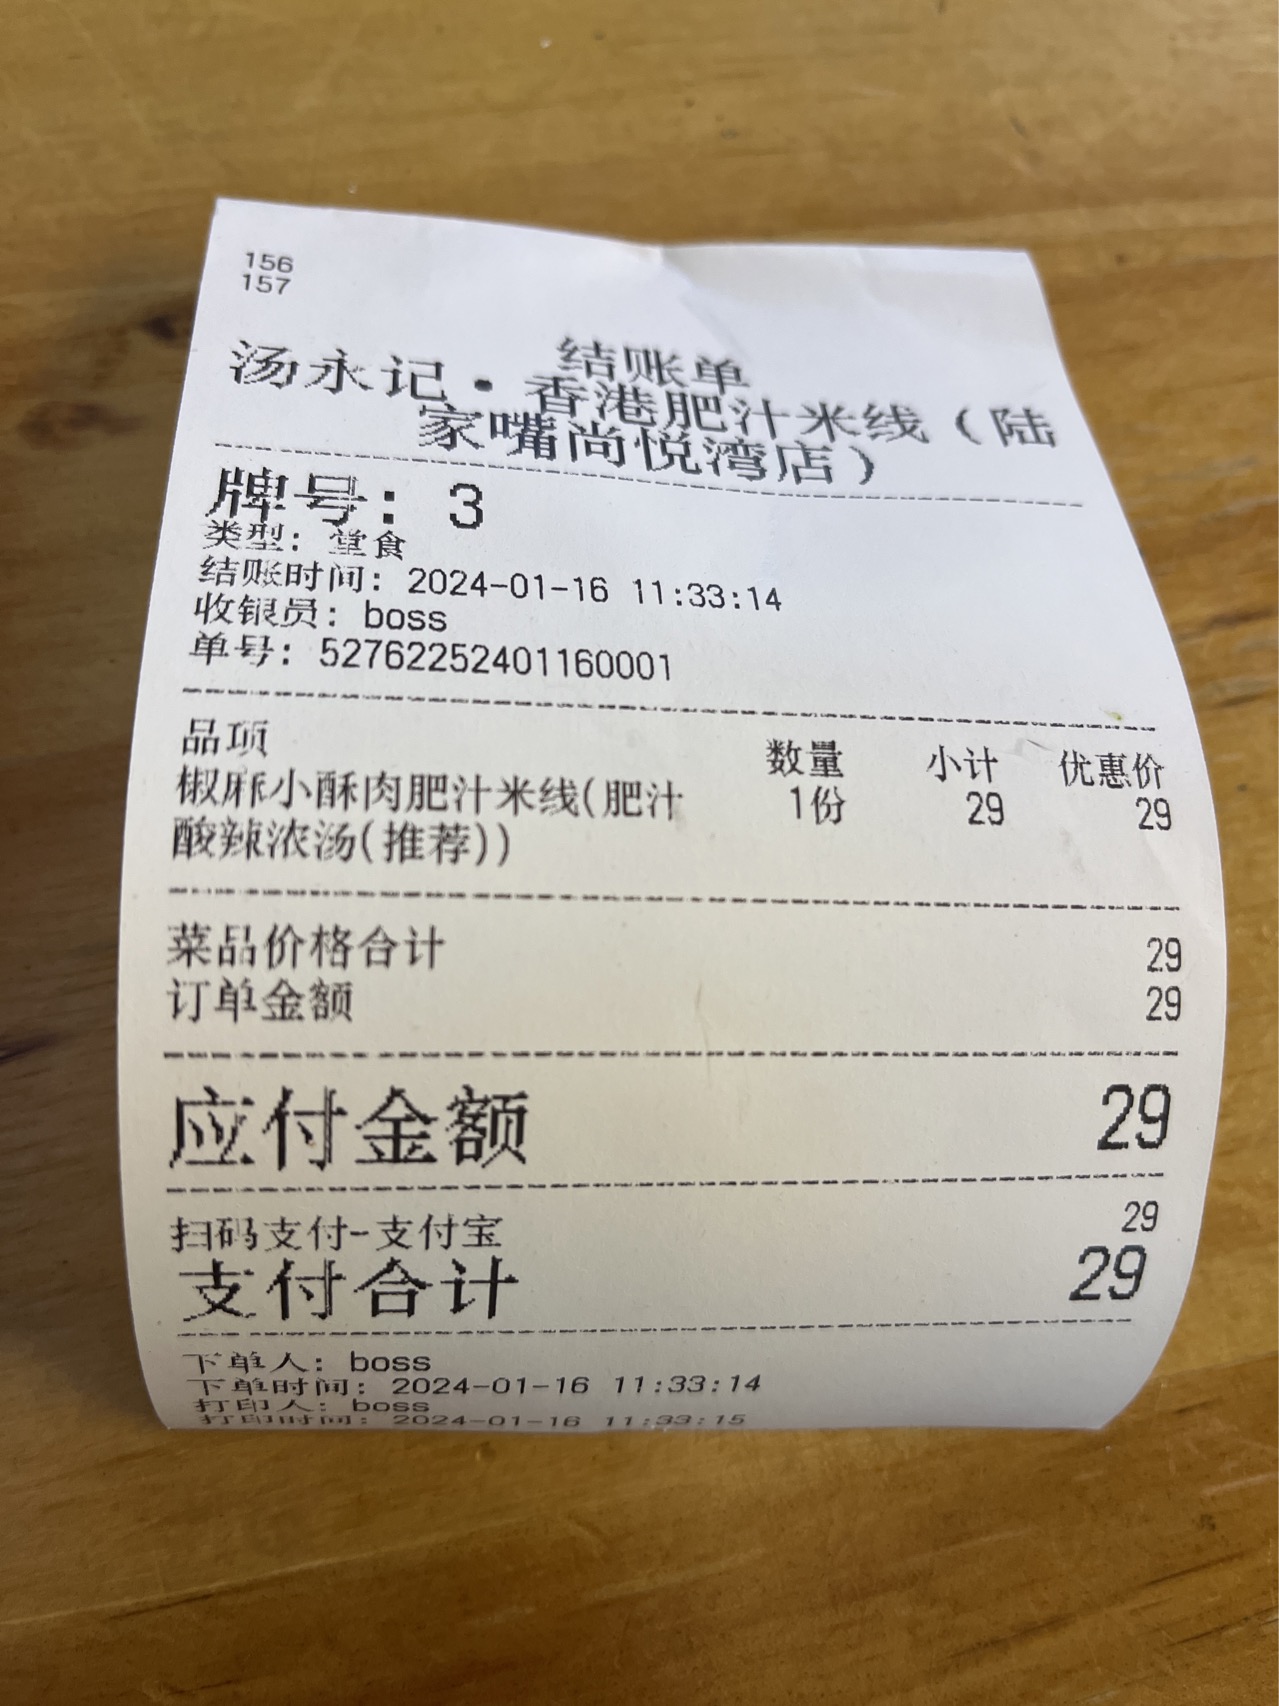 156
157
结账单
汤永记·香港肥汁米线（陆
家嘴尚悦湾店）
牌号：3
类型：堂食
结账时间：2024-01-16 11:33:14
收银员：boss
单号：52762252401160001
品项 数量 小计 优惠价
椒麻小酥肉肥汁米线(肥汁 1份 29 29
酸辣浓汤(推荐))
菜品价格合计 29
订单金额 29
应付金额 29
扫码支付-支付宝 29
支付合计 29
下单人：boss
下单时间：2024-01-16 11:33:14
打印人：boss
打印时间：2024-01-16 11:33:15